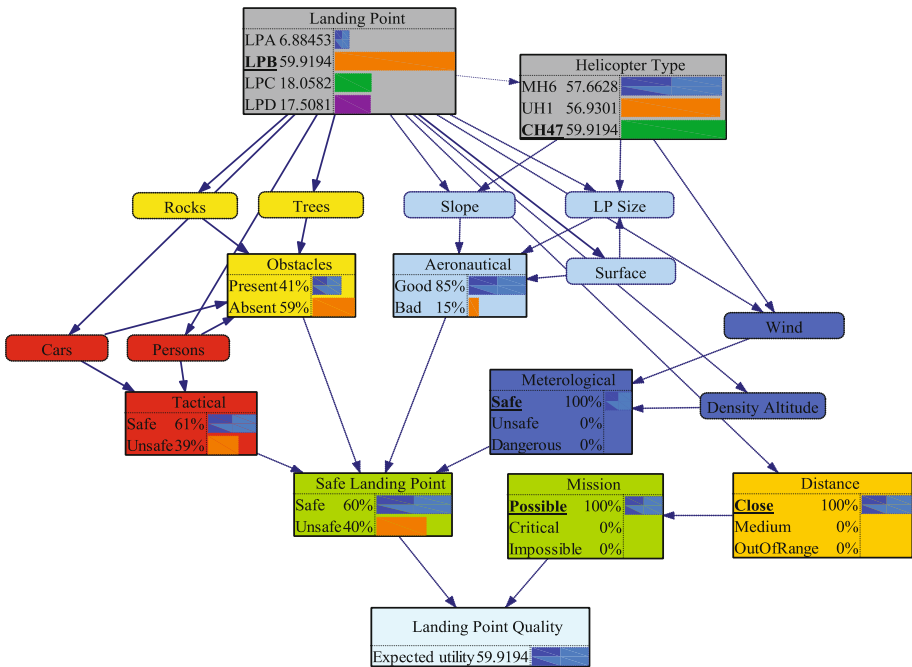 Landing Point
LPA 6.88453
LPB 59.9194
LPC 18.0582
LPD 17.5081
Helicopter Type
MH6 57.6628
UH1 56.9301
CH47 59.9194
Rocks
Trees
Slope
LP Size
Obstacles
Present 41%
Absent 59%
Aeronautical
Good 85%
Bad 15%
Surface
Cars
Persons
Wind
Tactical
Safe 61%
Unsafe 39%
Meterological
Safe 100%
Unsafe 0%
Dangerous 0%
Density Altitude
Safe Landing Point
Safe 60%
Unsafe 40%
Mission
Possible 100%
Critical 0%
Impossible 0%
Distance
Close 100%
Medium 0%
OutOfRange 0%
Landing Point Quality
Expected utility 59.9194